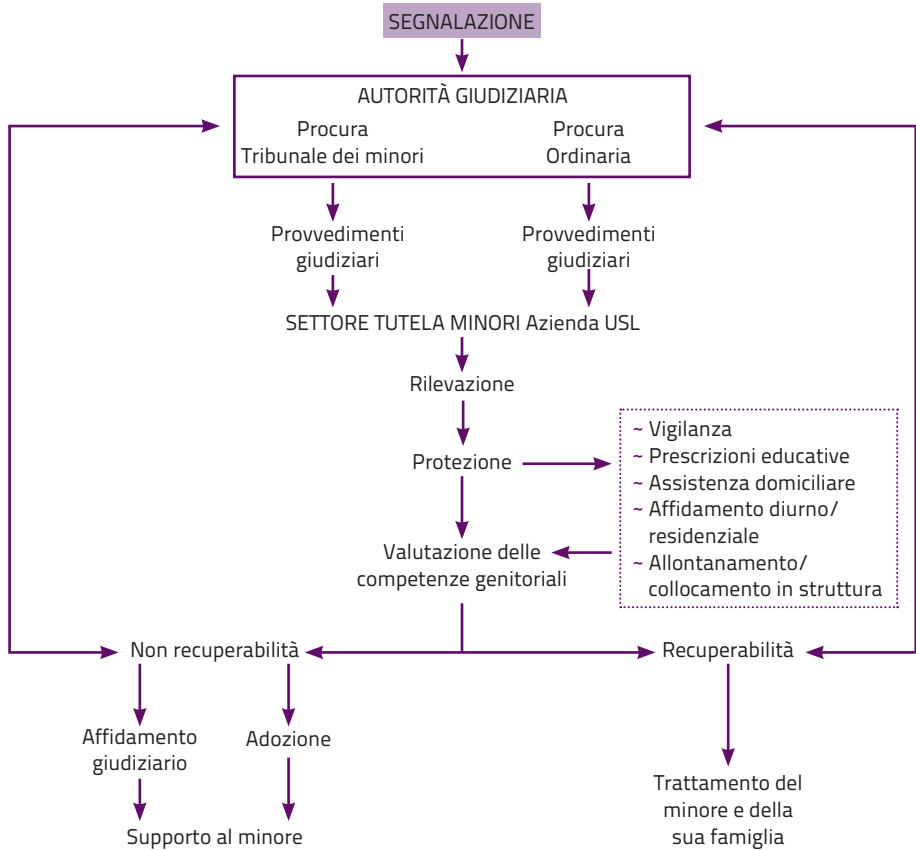 SEGNALAZIONE
AUTORITÀ GIUDIZIARIA
Procura
Tribunale dei minori
Procura
Ordinaria
Provvedimenti
giudiziari
Provvedimenti
giudiziari
SETTORE TUTELA MINORI Azienda USL
Rilevazione
Protezione
~ Vigilanza
~ Prescrizioni educative
~ Assistenza domiciliare
~ Affidamento diurno/
residenziale
~ Allontanamento/
collocamento in struttura
Valutazione delle
competenze genitoriali
Non recuperabilità
Recuperabilità
Affidamento
giudiziario
Adozione
Supporto al minore
Trattamento del
minore e della
sua famiglia